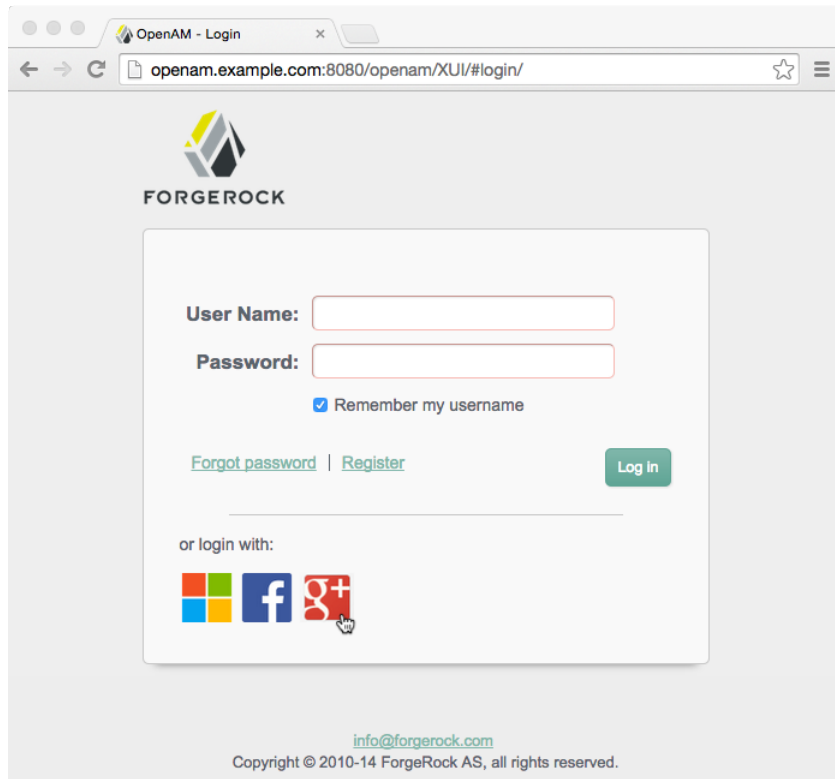 OpenAM - Login
openam.example.com:8080/openam/XUI/#login/
FORGEROCK
User Name:
Password:
Remember my username
Forgot password | Register
Log in
or login with:
f g+
info@forgerock.com
Copyright © 2010-14 ForgeRock AS, all rights reserved.